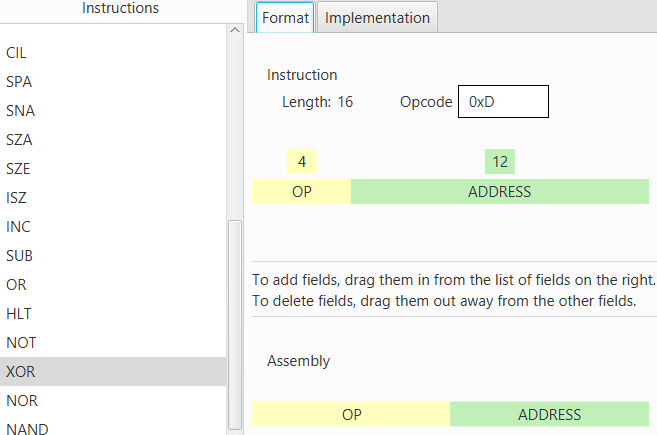 Instructions
CIL
SPA
SNA
SZA
SZE
ISZ
INC
SUB
OR
HLT
NOT
XOR
NOR
NAND
Format Implementation
Instruction
Length: 16 Opcode 0xD
4 12
OP ADDRESS
To add fields, drag them in from the list of fields on the right.
To delete fields, drag them out away from the other fields.
Assembly
OP ADDRESS